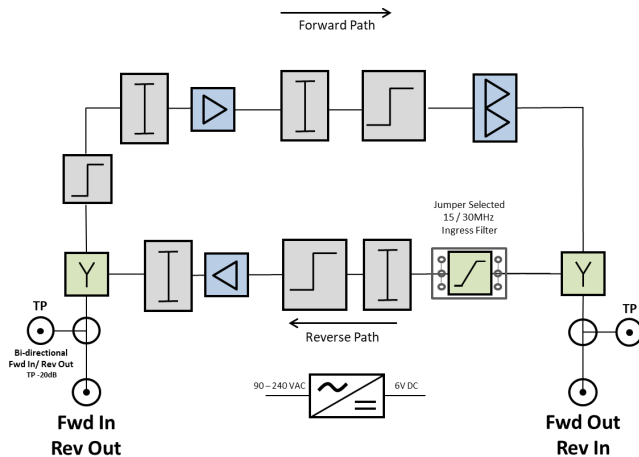 Forward Path
Jumper Selected
15 / 30MHz
Ingress Filter
Y
Y
TP
TP
Bi-directional
Fwd In/ Rev Out
TP -20dB
Reverse Path
90 – 240 VAC
6V DC
Fwd In
Rev Out
Fwd Out
Rev In